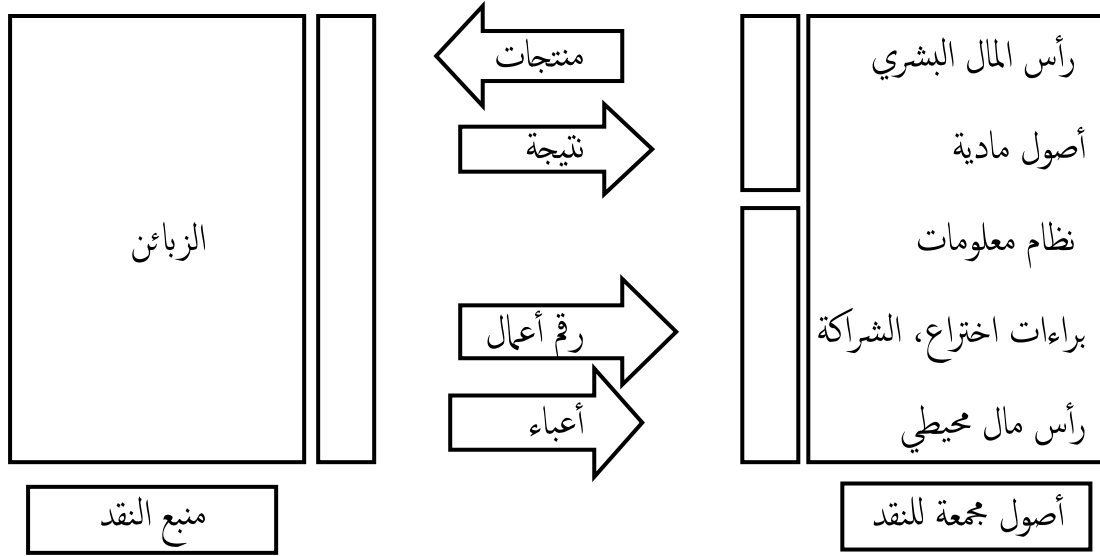 رأس المال البشري
أصول مادية
نظام معلومات
براءات اختراع، الشراكة
رأس مال محيطي
أصول مجمعة للنقد
منتجات
نتيجة
رقم أعمال
أعباء
الزبائن
منبع النقد